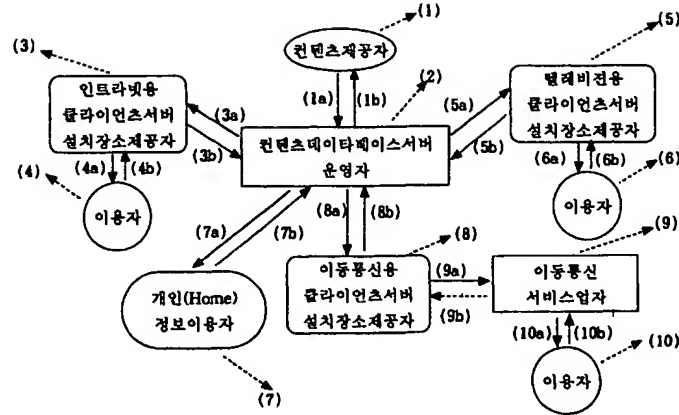 (1)
컨텐츠제공자
(1a)
(1b)
(2)
컨텐츠데이타베이스서버
운영자
(3)
인트라넷용
클라이언츠서버
설치장소제공자
(3a)
(3b)
(4a)
(4b)
(4)
이용자
(5)
텔레비젼용
클라이언츠서버
설치장소제공자
(5a)
(5b)
(6a)
(6b)
(6)
이용자
(7a)
(7b)
개인(Home)
정보이용자
(7)
(8a)
(8b)
(8)
이동통신용
클라이언츠서버
설치장소제공자
(9a)
(9b)
(9)
이동통신
서비스업자
(10a)
(10b)
(10)
이용자